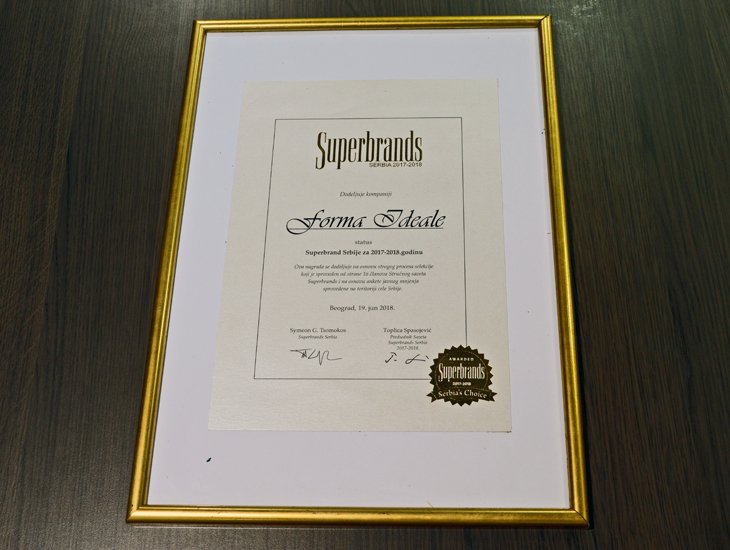 Superbrands
SERBIA 2017-2018
Dodeljuje kompaniji
Forma Ideale
status
Superbrand Srbije za 2017-2018.godinu
Ova nagrada se dodeljuje na osnovu strogog procesa selekcije
koji je sproveden od strane 16 članova Stručnog saveta
Superbrands i na osnovu ankete javnog mnjenja
sprovedene na teritoriji cele Srbije.
Beograd, 19. jun 2018.
Symeon G. Tsomokos
Superbrands Serbia
Toplica Spasojević
Predsednik Saveta
Superbrands Serbia
2017-2018.
AWARDED
Superbrands
2017-2018
Serbia's Choice